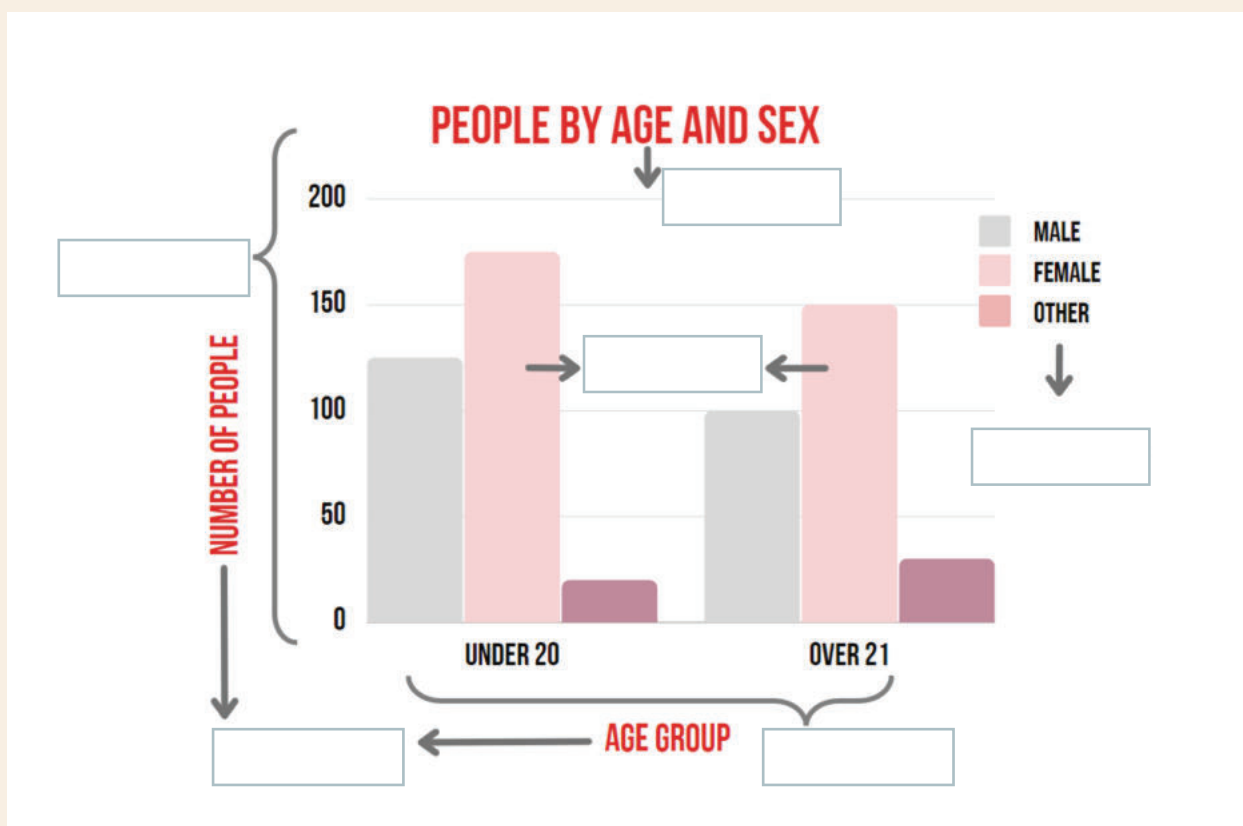 PEOPLE BY AGE AND SEX
200
150
100
50
0
NUMBER OF PEOPLE
MALE
FEMALE
OTHER
UNDER 20
OVER 21
AGE GROUP